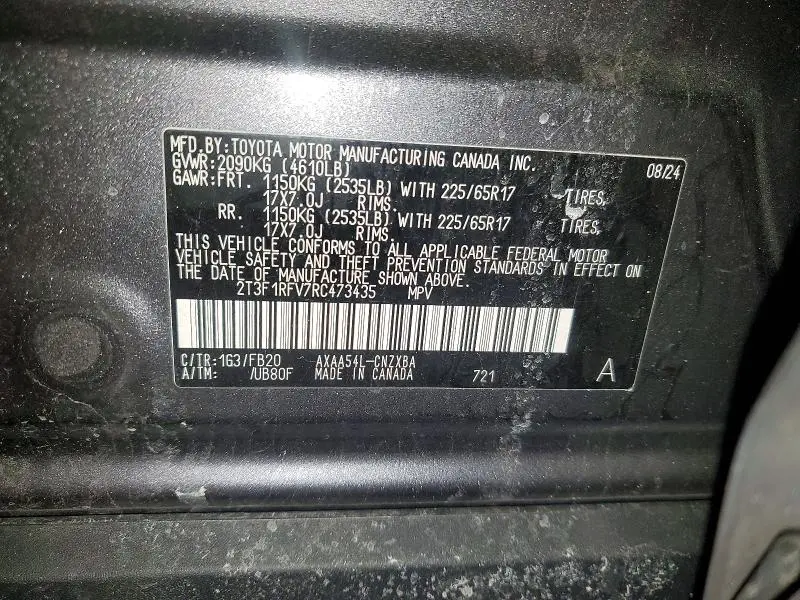 MFD.BY:TOYOTA MOTOR MANUFACTURING CANADA INC. 08/24
GVWR:2090KG (4610LB)
GAWR:FRT. 1150KG (2535LB) WITH 225/65R17 TIRES,
17X7.0J RIMS,
RR. 1150KG (2535LB) WITH 225/65R17 TIRES,
17X7.0J RIMS.
THIS VEHICLE CONFORMS TO ALL APPLICABLE FEDERAL MOTOR
VEHICLE SAFETY AND THEFT PREVENTION STANDARDS IN EFFECT ON
THE DATE OF MANUFACTURE SHOWN ABOVE.
2T3F1RFV7RC473435 MPV
C/TR:1G3/FB20 AXAA54L-CNZXBA
A/TM: /UB80F MADE IN CANADA 721 A